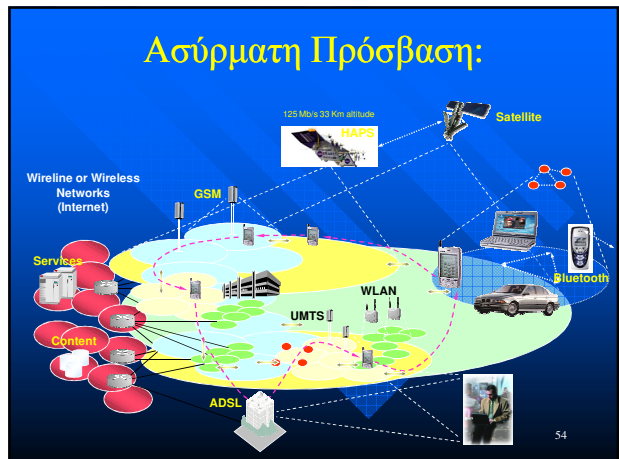 Ασύρματη Πρόσβαση:
125 Mb/s 33 Km altitude
HAPS
Satellite
Wireline or Wireless
Networks
(Internet)
GSM
Services
Bluetooth
WLAN
UMTS
Content
ADSL
54